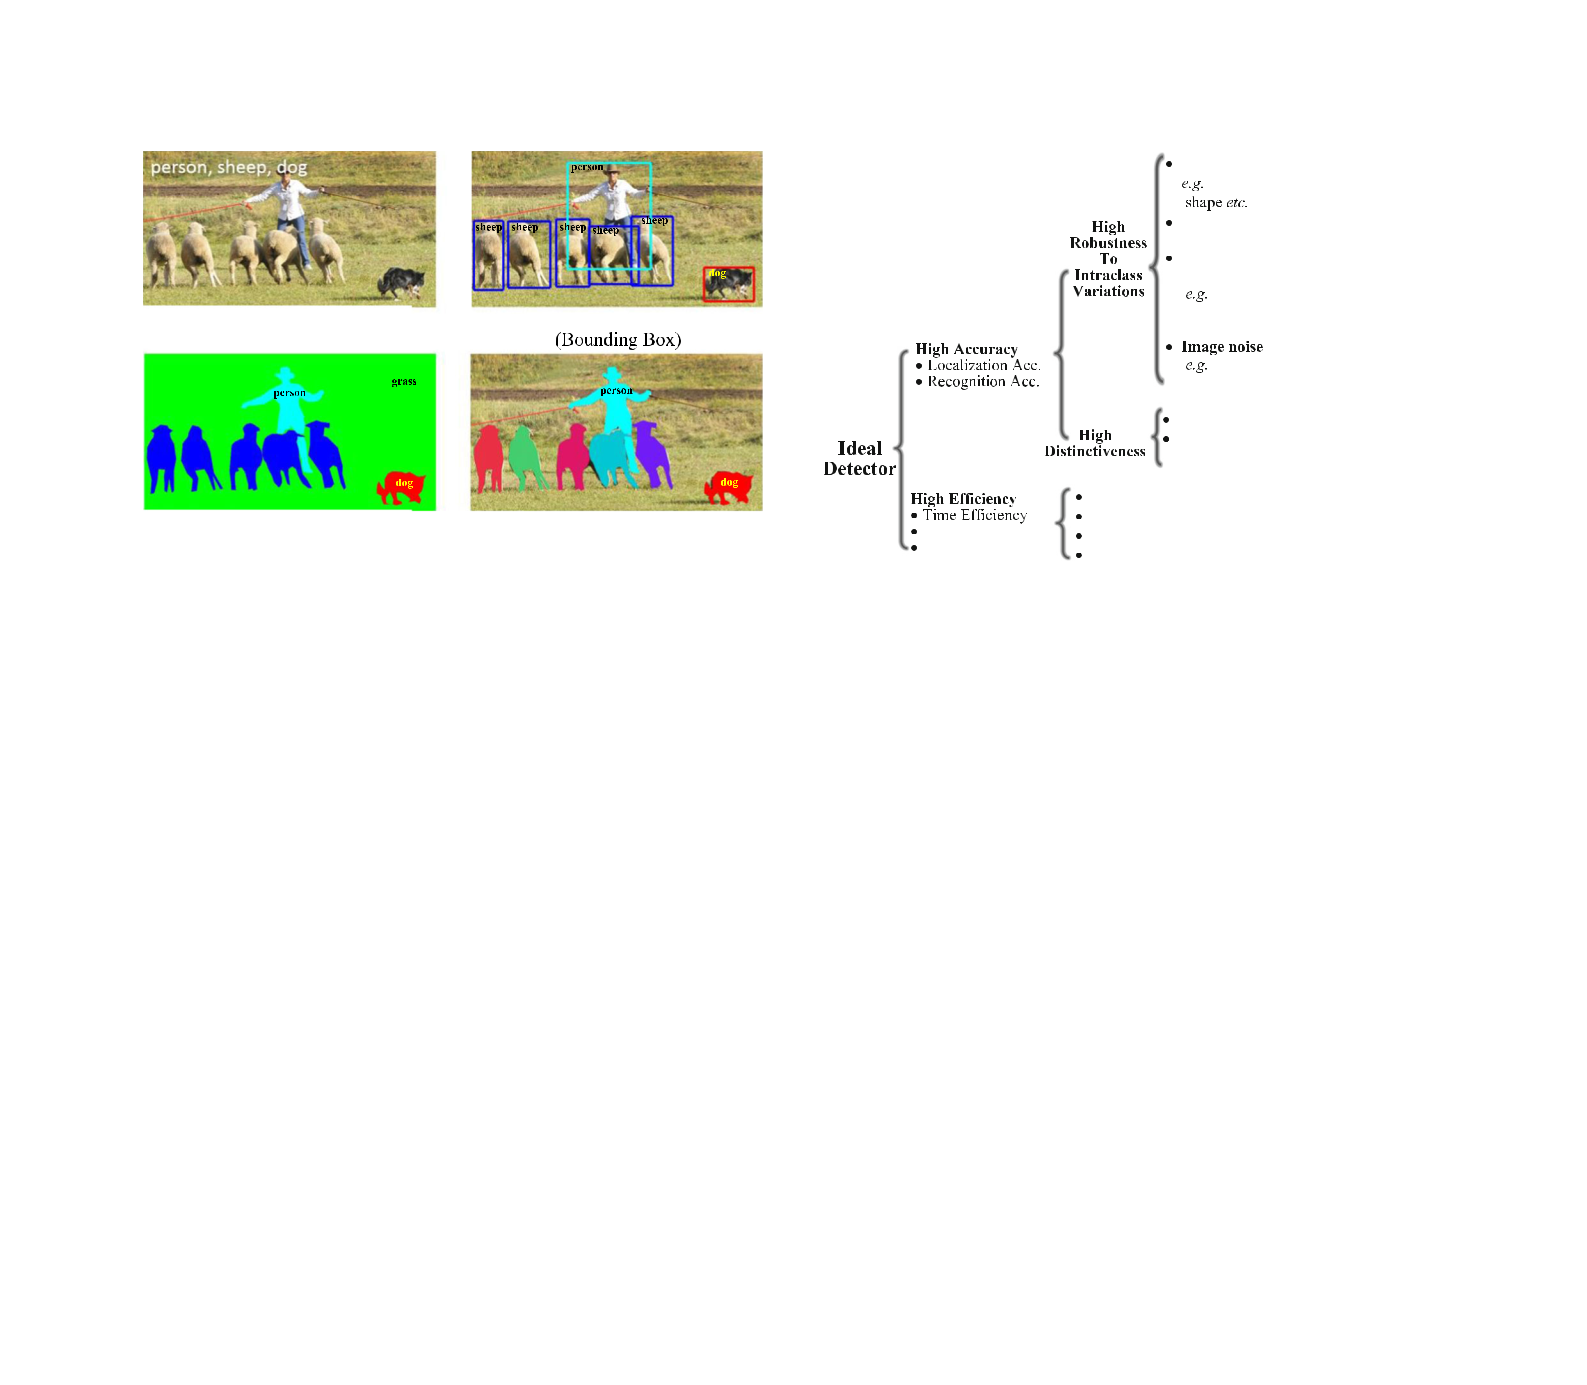 person, sheep, dog
person
sheep
sheep
sheep
sheep
sheep
dog
(Bounding Box)
grass
person
dog
person
dog
Ideal
Detector
High Accuracy
• Localization Acc.
• Recognition Acc.
High Efficiency
• Time Efficiency
•
•
High
Robustness
To
Intraclass
Variations
•
e.g.
shape etc.
•
•
e.g.
• Image noise
e.g.
High
Distinctiveness
•
•
•
•
•
•